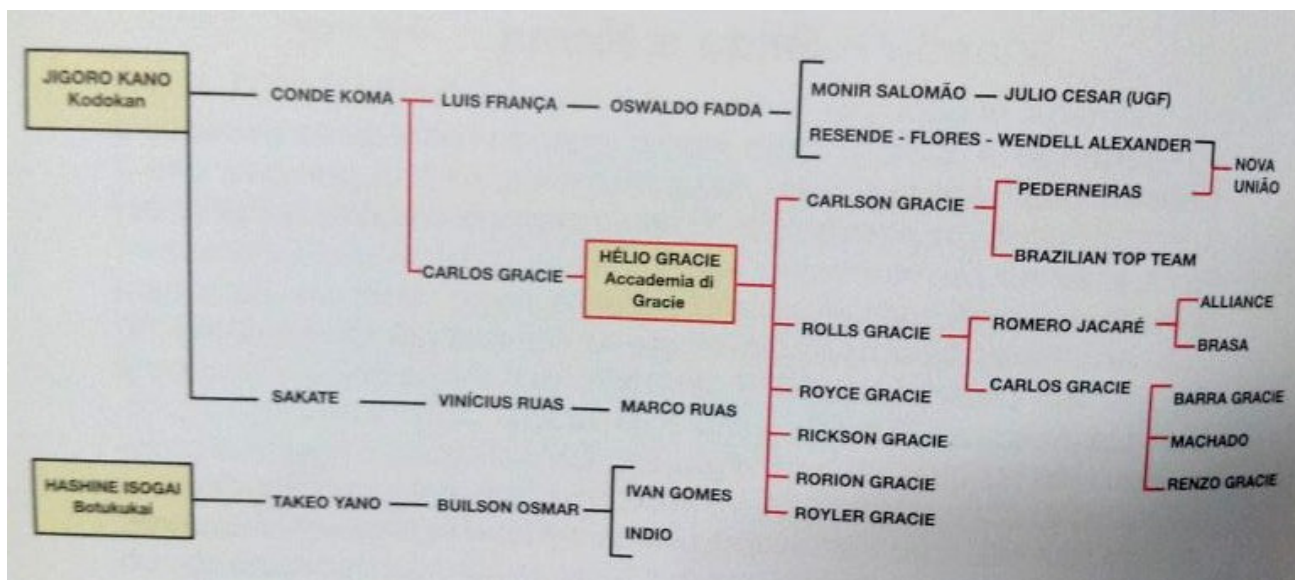 JIGORO KANO
Kodokan
CONDE KOMA
LUIS FRANÇA
OSWALDO FADDA
MONIR SALOMÃO
JULIO CESAR (UGF)
RESENDE - FLORES - WENDELL ALEXANDER
NOVA
UNIÃO
CARLSON GRACIE
PEDERNEIRAS
BRAZILIAN TOP TEAM
CARLOS GRACIE
HÉLIO GRACIE
Accademia di
Gracie
ROLLS GRACIE
ROMERO JACARÉ
ALLIANCE
BRASA
CARLOS GRACIE
BARRA GRACIE
MACHADO
RENZO GRACIE
ROYCE GRACIE
RICKSON GRACIE
RORION GRACIE
ROYLER GRACIE
SAKATE
VINÍCIUS RUAS
MARCO RUAS
HASHINE ISOGAI
Botukukai
TAKEO YANO
BUILSON OSMAR
IVAN GOMES
INDIO